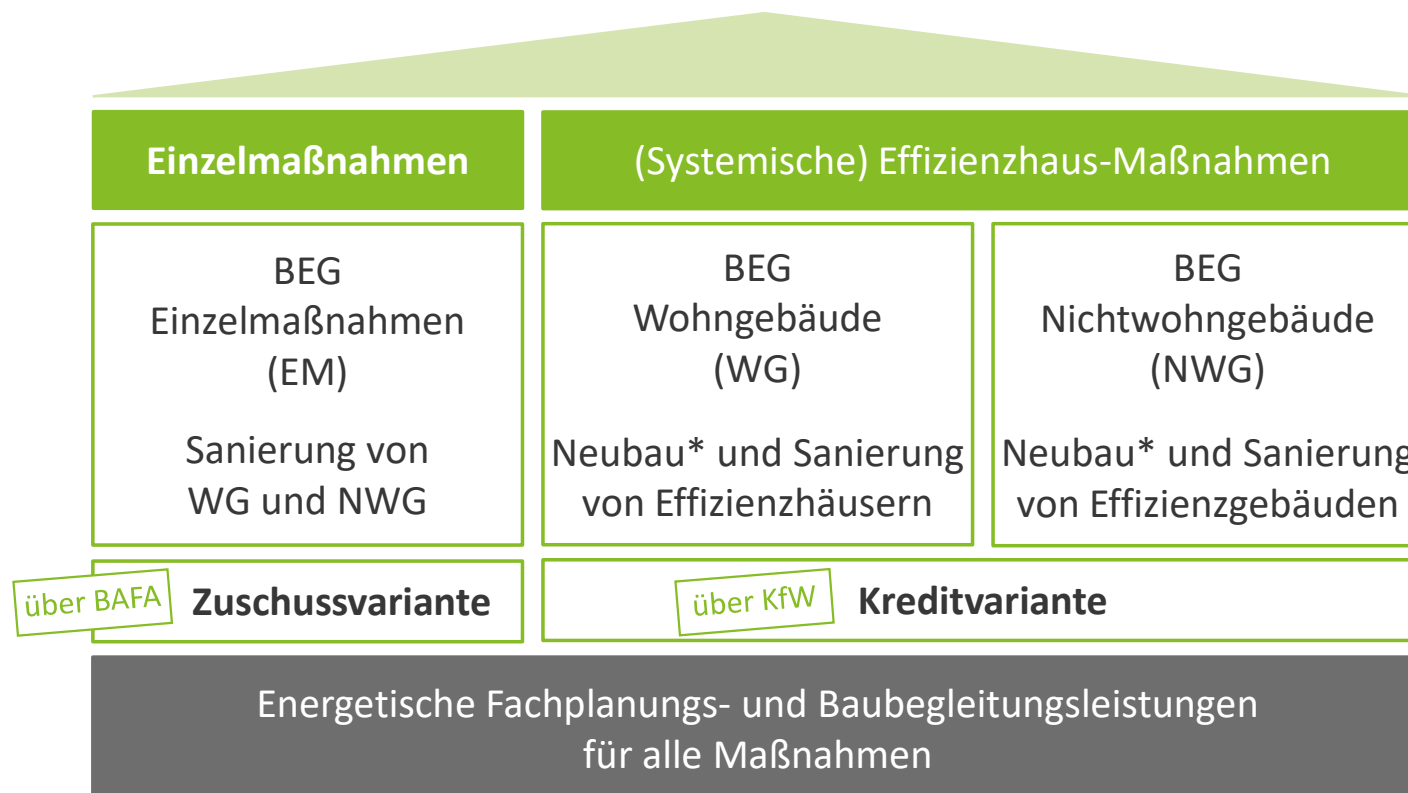 Einzelmaßnahmen
(Systemische) Effizienzhaus-Maßnahmen
BEG
Einzelmaßnahmen
(EM)
Sanierung von
WG und NWG
BEG
Wohngebäude
(WG)
Neubau* und Sanierung
von Effizienzhäusern
BEG
Nichtwohngebäude
(NWG)
Neubau* und Sanierung
von Effizienzgebäuden
über BAFA
Zuschussvariante
über KfW
Kreditvariante
Energetische Fachplanungs- und Baubegleitungsleistungen
für alle Maßnahmen